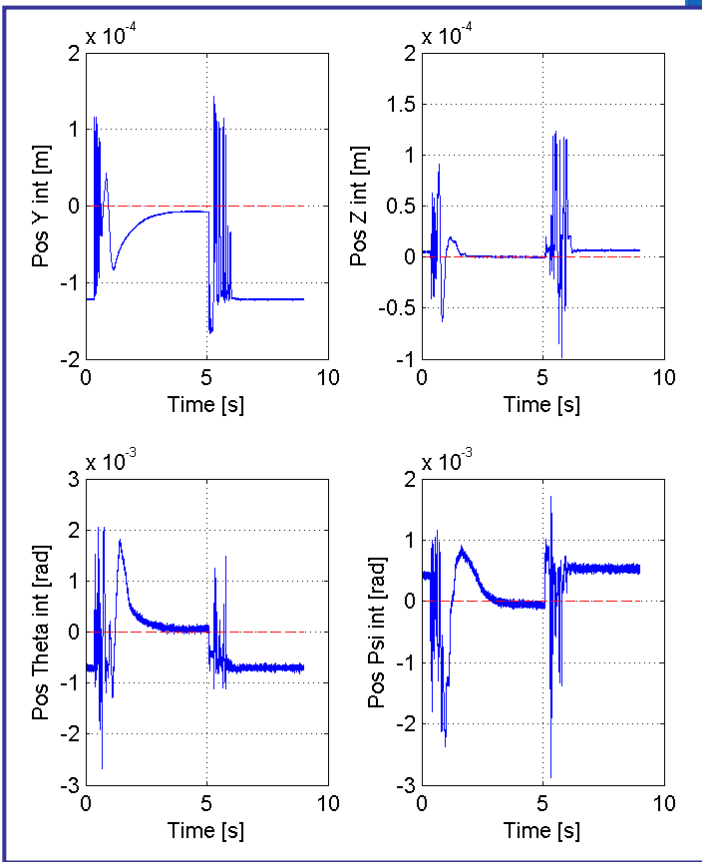 x 10-4
2
1
0
-1
-2
Pos Y int [m]
0 5 10
Time [s]
x 10-4
2
1.5
1
0.5
0
-0.5
-1
Pos Z int [m]
0 5 10
Time [s]
x 10-3
3
2
1
0
-1
-2
-3
Pos Theta int [rad]
0 5 10
Time [s]
x 10-3
2
1
0
-1
-2
-3
Pos Psi int [rad]
0 5 10
Time [s]